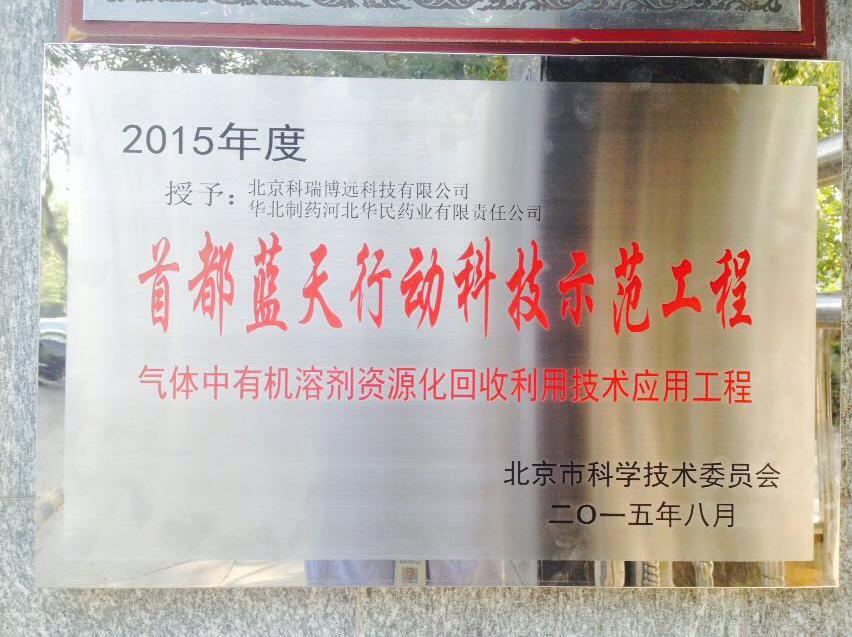 2015年度
授予：北京科瑞博远科技有限公司
华北制药河北华民药业有限责任公司
首都蓝天行动科技示范工程
气体中有机溶剂资源化回收利用技术应用工程
北京市科学技术委员会
二〇一五年八月